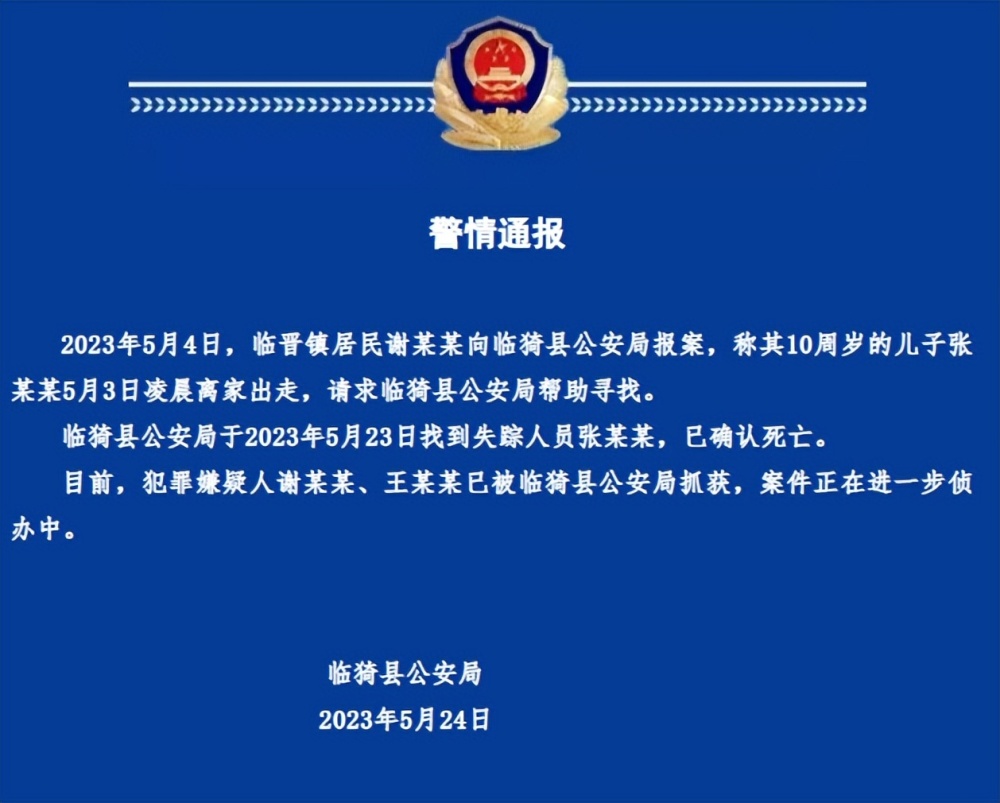 警情通报
2023年5月4日，临晋镇居民谢某某向临猗县公安局报案，称其10周岁的儿子张
某某5月3日凌晨离家出走，请求临猗县公安局帮助寻找。
临猗县公安局于2023年5月23日找到失踪人员张某某，已确认死亡。
目前，犯罪嫌疑人谢某某、王某某已被临猗县公安局抓获，案件正在进一步侦
办中。
临猗县公安局
2023年5月24日